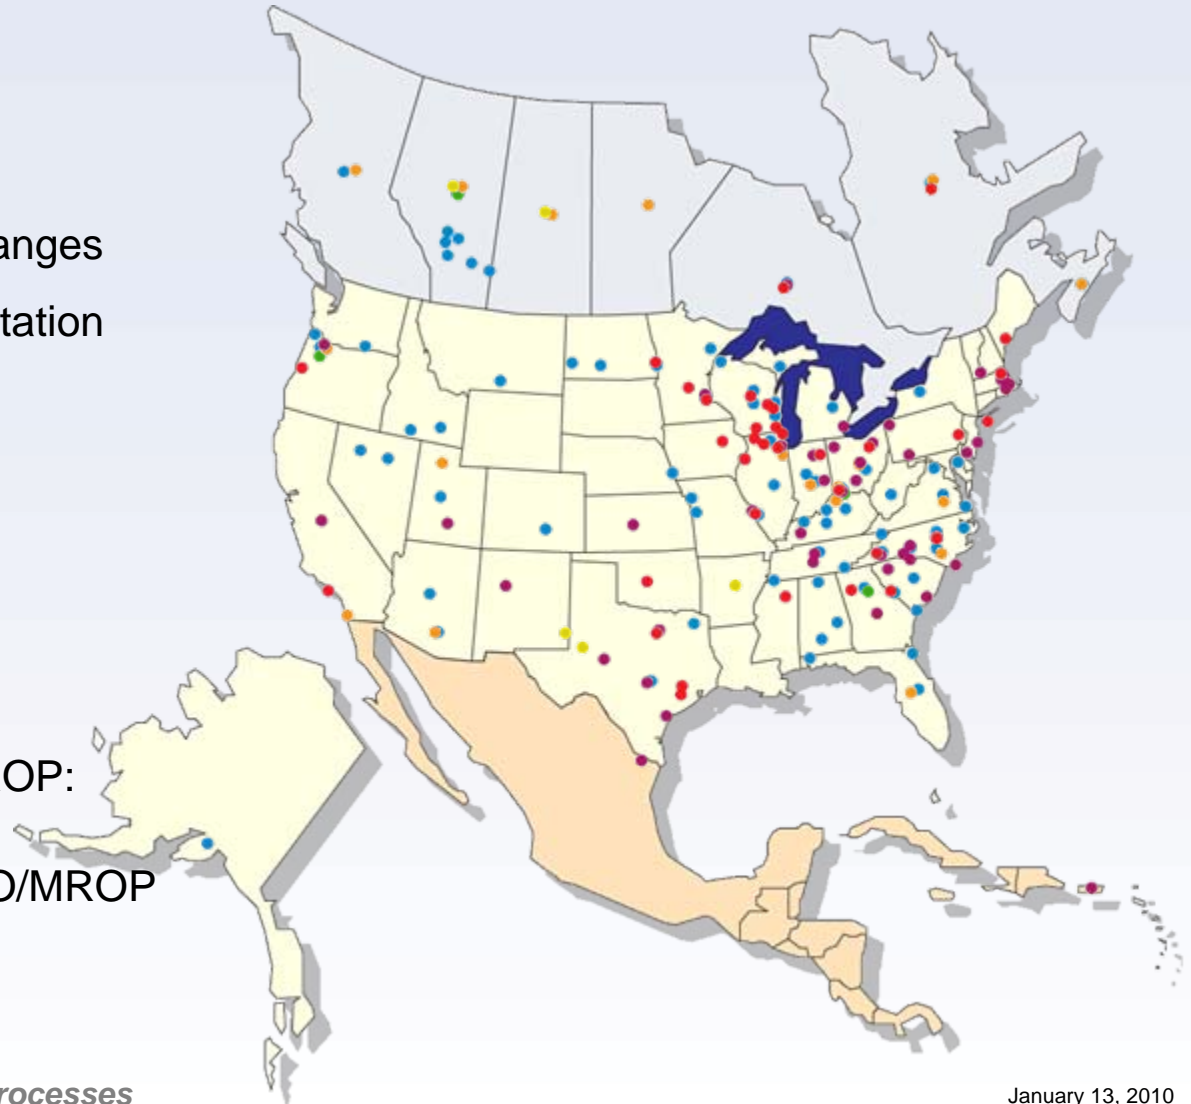 anges
tation
OP:
O/MROP
rocesses
January 13, 2010